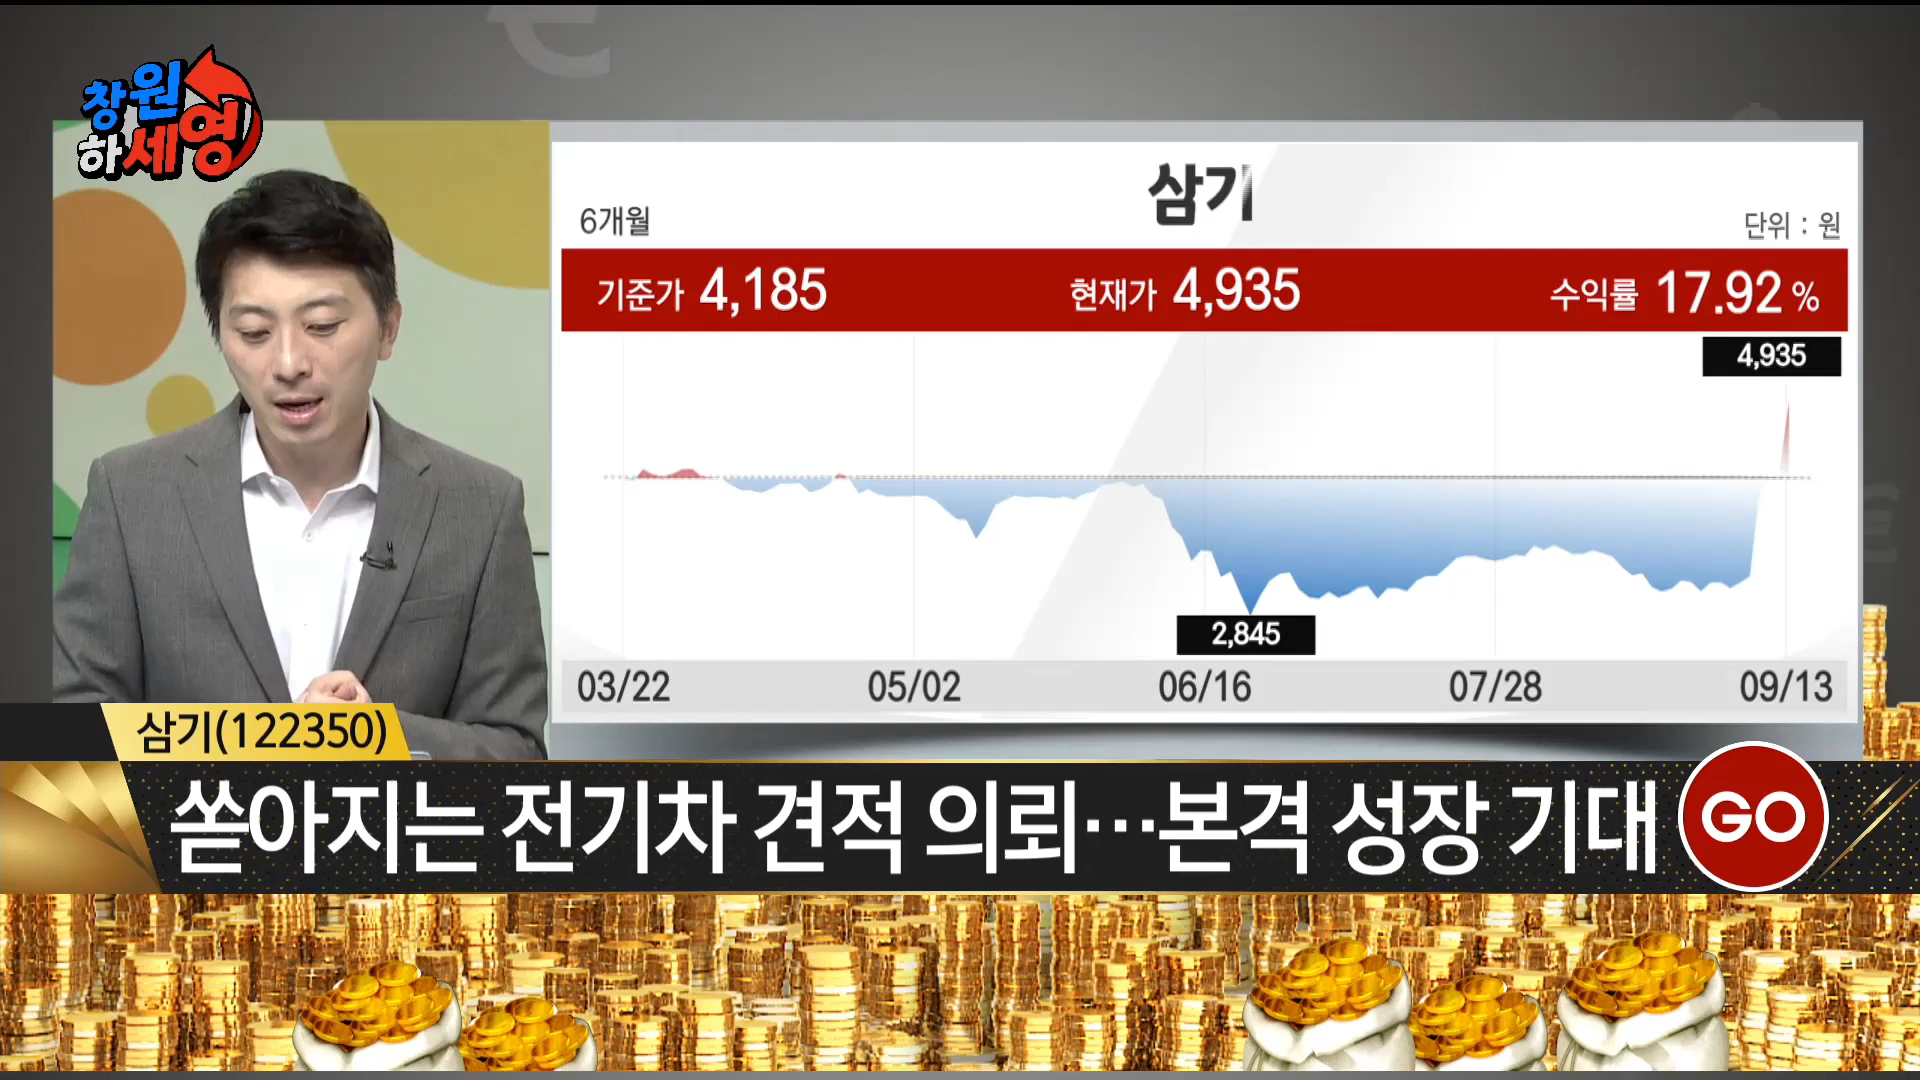 창원
하세영
삼기
6개월
단위 : 원
기준가 4,185
현재가 4,935
수익률 17.92 %
4,935
2,845
03/22 05/02 06/16 07/28 09/13
삼기(122350)
쏟아지는 전기차 견적 의뢰…본격 성장 기대
GO